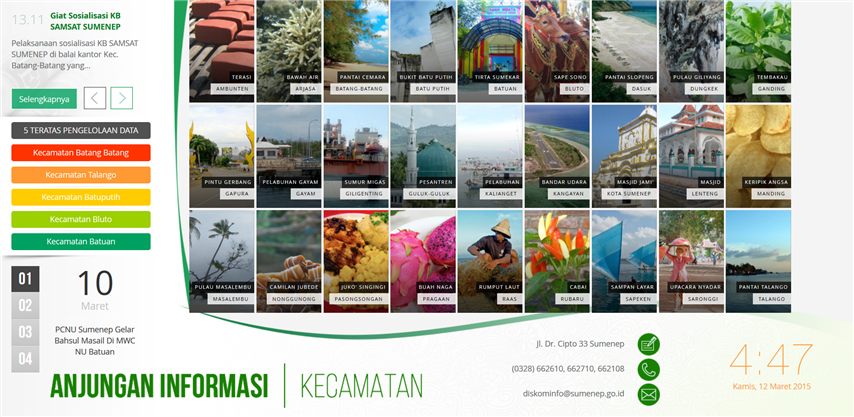 13.11 Giat Sosialisasi KB
SAMSAT SUMENEP
Pelaksanaan sosialisasi KB SAMSAT
SUMENEP di balai kantor Kec.
Batang-Batang yang...
Selengkapnya
5 TERATAS PENGELOLAAN DATA
Kecamatan Batang Batang
Kecamatan Talango
Kecamatan Batuputih
Kecamatan Bluto
Kecamatan Batuan
01
02
03
04
10
Maret
PCNU Sumenep Gelar
Bahsul Masail Di MWC
NU Batuan
TERASI
AMBUNTEN
BAWAH AIR
ARJASA
PANTAI CEMARA
BATANG-BATANG
BUKIT BATU PUTIH
BATU PUTIH
TIRTA SUMEKAR
BATUAN
SAPE SONO
BLUTO
PANTAI SLOPENG
DASUK
PULAU GILIYANG
DUNGKEK
TEMBAKAU
GANDING
PINTU GERBANG
GAPURA
PELABUHAN GAYAM
GAYAM
SUMUR MIGAS
GILIGENTING
PESANTREN
GULUK-GULUK
PELABUHAN
KALIANGET
BANDAR UDARA
KANGAYAN
MASJID JAMI'
KOTA SUMENEP
MASJID
LENTENG
KERIPIK ANGSA
MANDING
PULAU MASALEMBU
MASALEMBU
CAMILAN JUBEDE
NONGGUNONG
JUKO' SINGINGI
PASONGSONGAN
BUAH NAGA
PRAGAAN
RUMPUT LAUT
RAAS
CABAI
RUBARU
SAMPAN LAYAR
SAPEKEN
UPACARA NYADAR
SARONGGI
PANTAI TALANGO
TALANGO
ANJUNGAN INFORMASI | KECAMATAN
Jl. Dr. Cipto 33 Sumenep
(0328) 662610, 662710, 662108
diskominfo@sumenep.go.id
4:47
Kamis, 12 Maret 2015